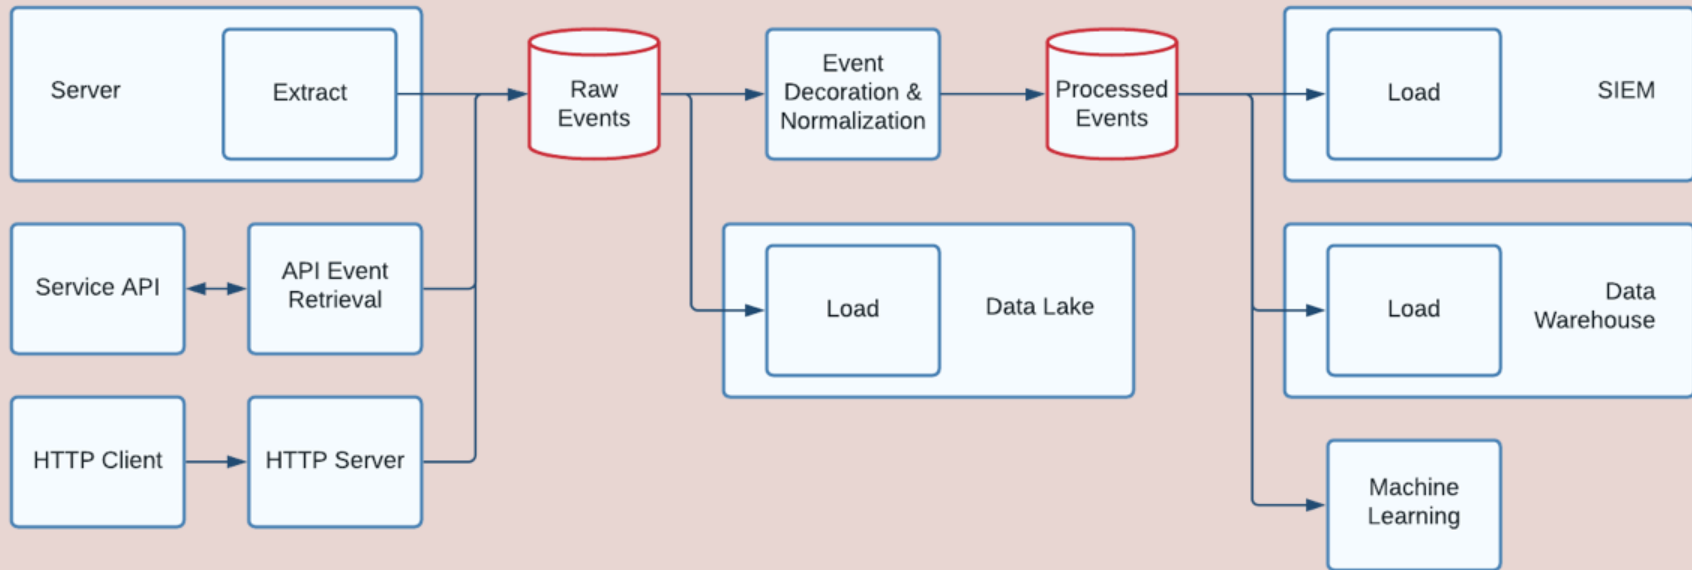 Server
Extract
Raw
Events
Event
Decoration &
Normalization
Processed
Events
Load
SIEM
Service API
API Event
Retrieval
Load
Data Lake
Load
Data
Warehouse
HTTP Client
HTTP Server
Machine
Learning